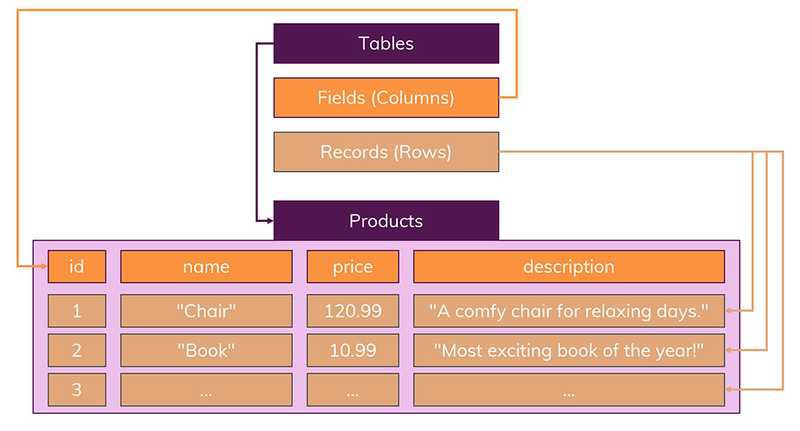 Tables
Fields (Columns)
Records (Rows)
Products
id name price description
1 "Chair" 120.99 "A comfy chair for relaxing days."
2 "Book" 10.99 "Most exciting book of the year!"
3 ... ... ...